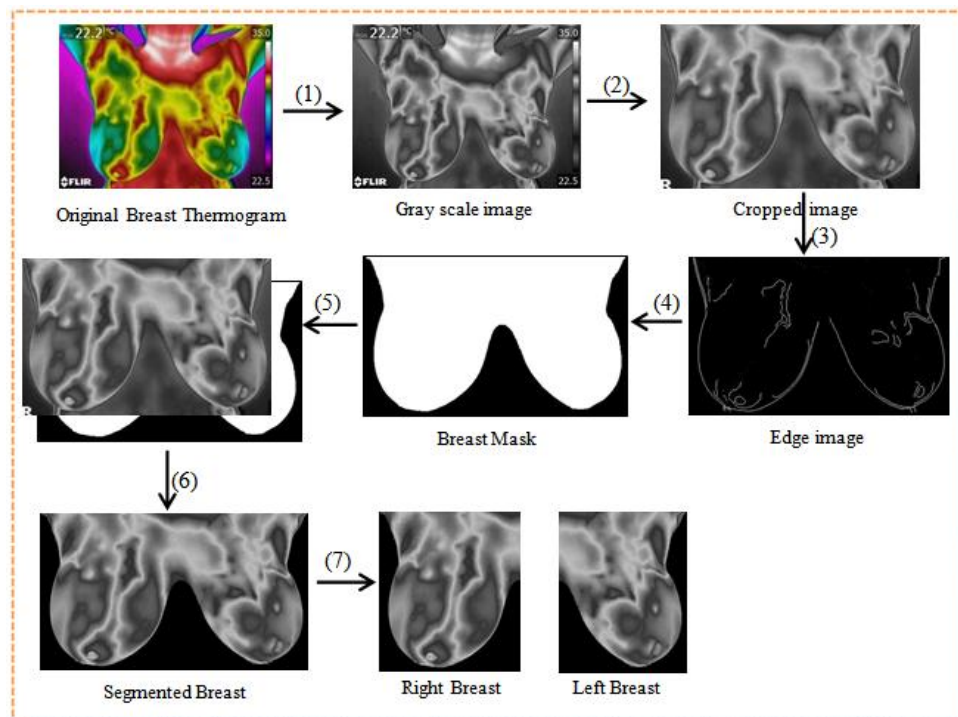 22.2 °C
35.0
22.5
FLIR
Original Breast Thermogram
(1)
22.2
35.0
22.5
FLIR
Gray scale image
(2)
B
Cropped image
(3)
Edge image
(4)
Breast Mask
(5)
B
(6)
Segmented Breast
(7)
Right Breast
Left Breast